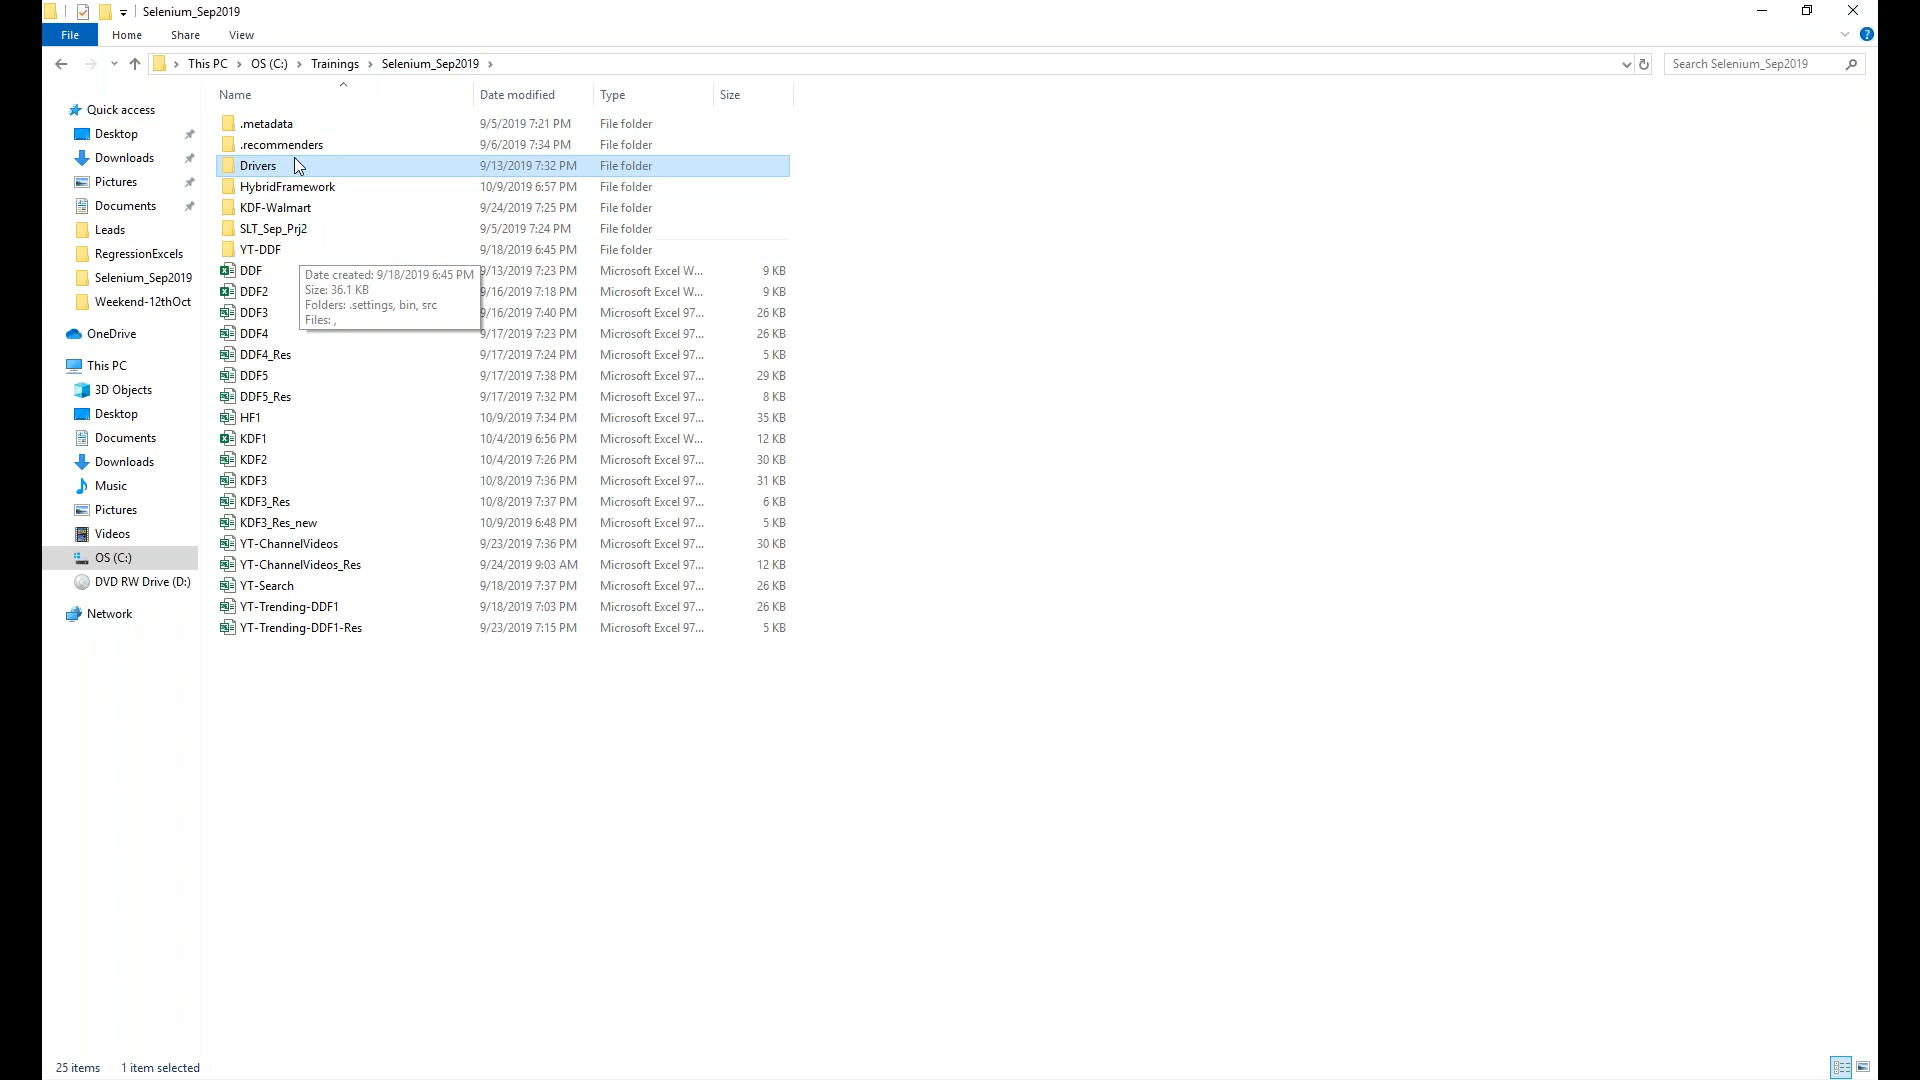 Selenium_Sep2019
File Home Share View
This PC OS (C:) Trainings Selenium_Sep2019
Search Selenium_Sep2019
Quick access
Desktop
Downloads
Pictures
Documents
Leads
RegressionExcels
Selenium_Sep2019
Weekend-12thOct
OneDrive
This PC
3D Objects
Desktop
Documents
Downloads
Music
Pictures
Videos
OS (C:)
DVD RW Drive (D:)
Network
Name Date modified Type Size
.metadata 9/5/2019 7:21 PM File folder
.recommenders 9/6/2019 7:34 PM File folder
Drivers 9/13/2019 7:32 PM File folder
HybridFramework 10/9/2019 6:57 PM File folder
KDF-Walmart 9/24/2019 7:25 PM File folder
SLT_Sep_Prj2 9/5/2019 7:24 PM File folder
YT-DDF 9/18/2019 6:45 PM File folder
DDF 9/13/2019 7:23 PM Microsoft Excel W... 9 KB
DDF2 9/16/2019 7:18 PM Microsoft Excel W... 9 KB
DDF3 9/16/2019 7:40 PM Microsoft Excel 97... 26 KB
DDF4 9/17/2019 7:23 PM Microsoft Excel 97... 26 KB
DDF4_Res 9/17/2019 7:24 PM Microsoft Excel 97... 5 KB
DDF5 9/17/2019 7:38 PM Microsoft Excel 97... 29 KB
DDF5_Res 9/17/2019 7:32 PM Microsoft Excel 97... 8 KB
HF1 10/9/2019 7:34 PM Microsoft Excel 97... 35 KB
KDF1 10/4/2019 6:56 PM Microsoft Excel W... 12 KB
KDF2 10/4/2019 7:26 PM Microsoft Excel 97... 30 KB
KDF3 10/8/2019 7:36 PM Microsoft Excel 97... 31 KB
KDF3_Res 10/8/2019 7:37 PM Microsoft Excel 97... 6 KB
KDF3_Res_new 10/9/2019 6:48 PM Microsoft Excel 97... 5 KB
YT-ChannelVideos 9/23/2019 7:36 PM Microsoft Excel 97... 30 KB
YT-ChannelVideos_Res 9/24/2019 9:03 AM Microsoft Excel 97... 12 KB
YT-Search 9/18/2019 7:37 PM Microsoft Excel 97... 26 KB
YT-Trending-DDF1 9/18/2019 7:03 PM Microsoft Excel 97... 26 KB
YT-Trending-DDF1-Res 9/23/2019 7:15 PM Microsoft Excel 97... 5 KB
Date created: 9/18/2019 6:45 PM
Size: 36.1 KB
Folders: .settings, bin, src
Files: ,
25 items 1 item selected